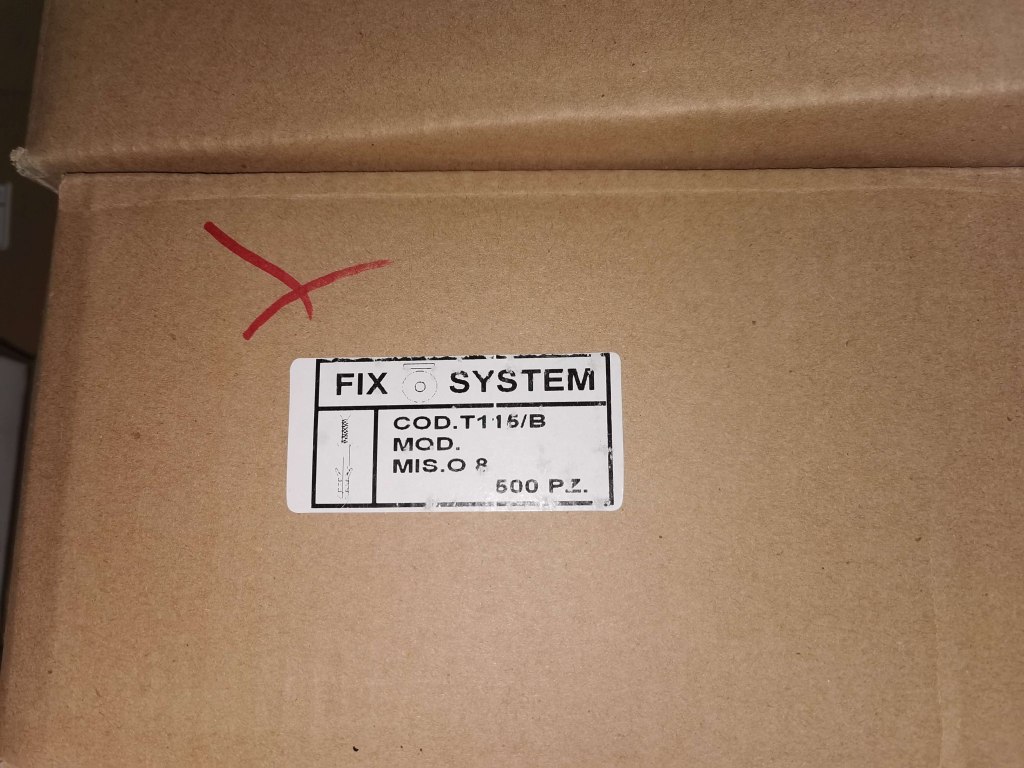 FIX SYSTEM
COD.T115/B
MOD.
MIS.O 8
500 P.Z.